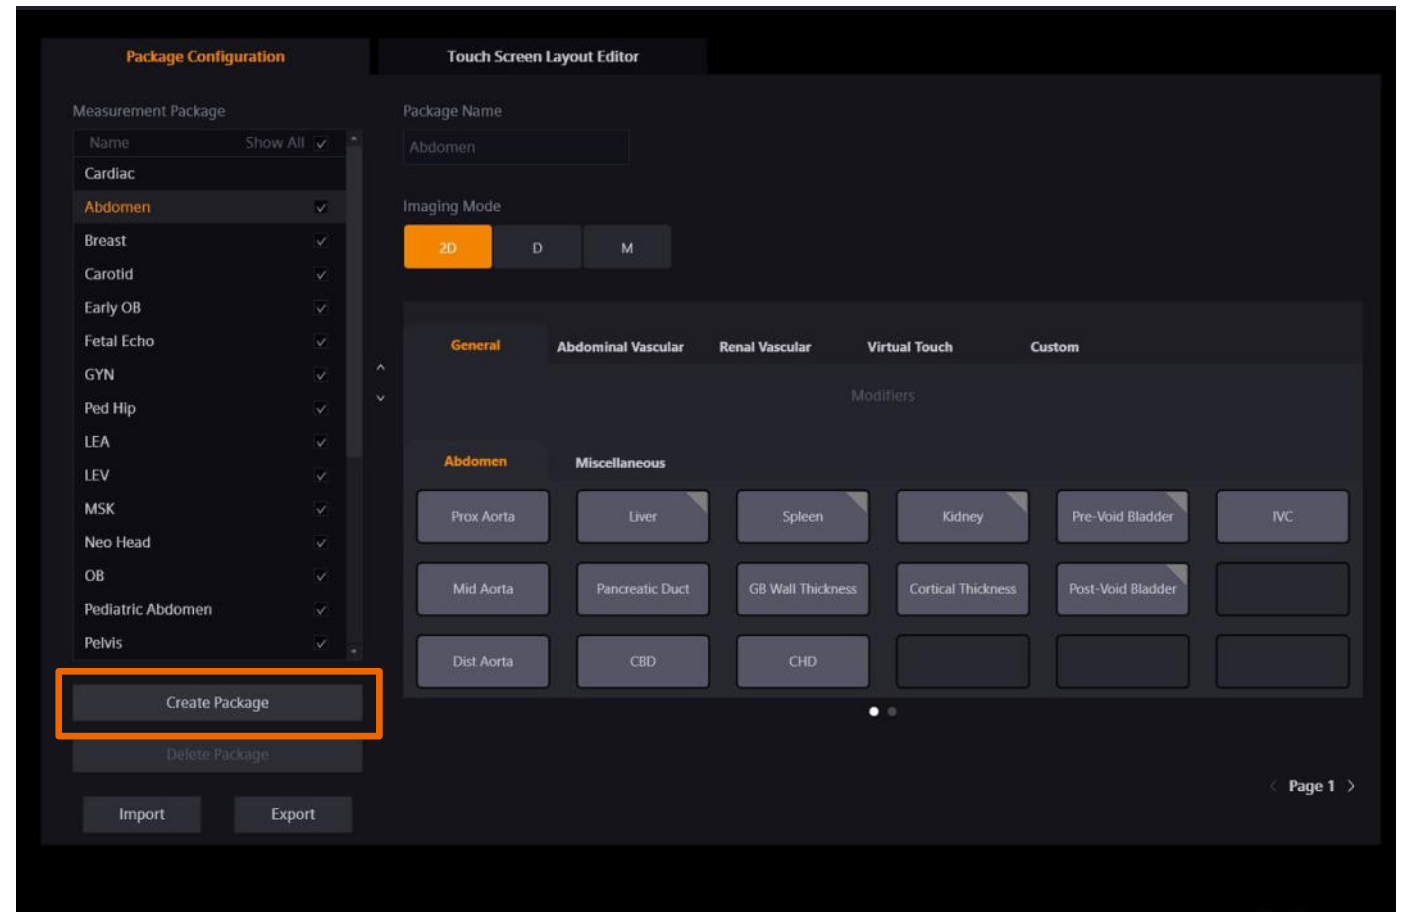 Package Configuration
Touch Screen Layout Editor
Measurement Package
Name Show All
Cardiac
Abdomen
Breast
Carotid
Early OB
Fetal Echo
GYN
Ped Hip
LEA
LEV
MSK
Neo Head
OB
Pediatric Abdomen
Pelvis
Create Package
Delete Package
Import Export
Package Name
Abdomen
Imaging Mode
2D D M
General Abdominal Vascular Renal Vascular Virtual Touch Custom
Modifiers
Abdomen Miscellaneous
Prox Aorta Liver Spleen Kidney Pre-Void Bladder IVC
Mid Aorta Pancreatic Duct GB Wall Thickness Cortical Thickness Post-Void Bladder
Dist Aorta CBD CHD
Page 1